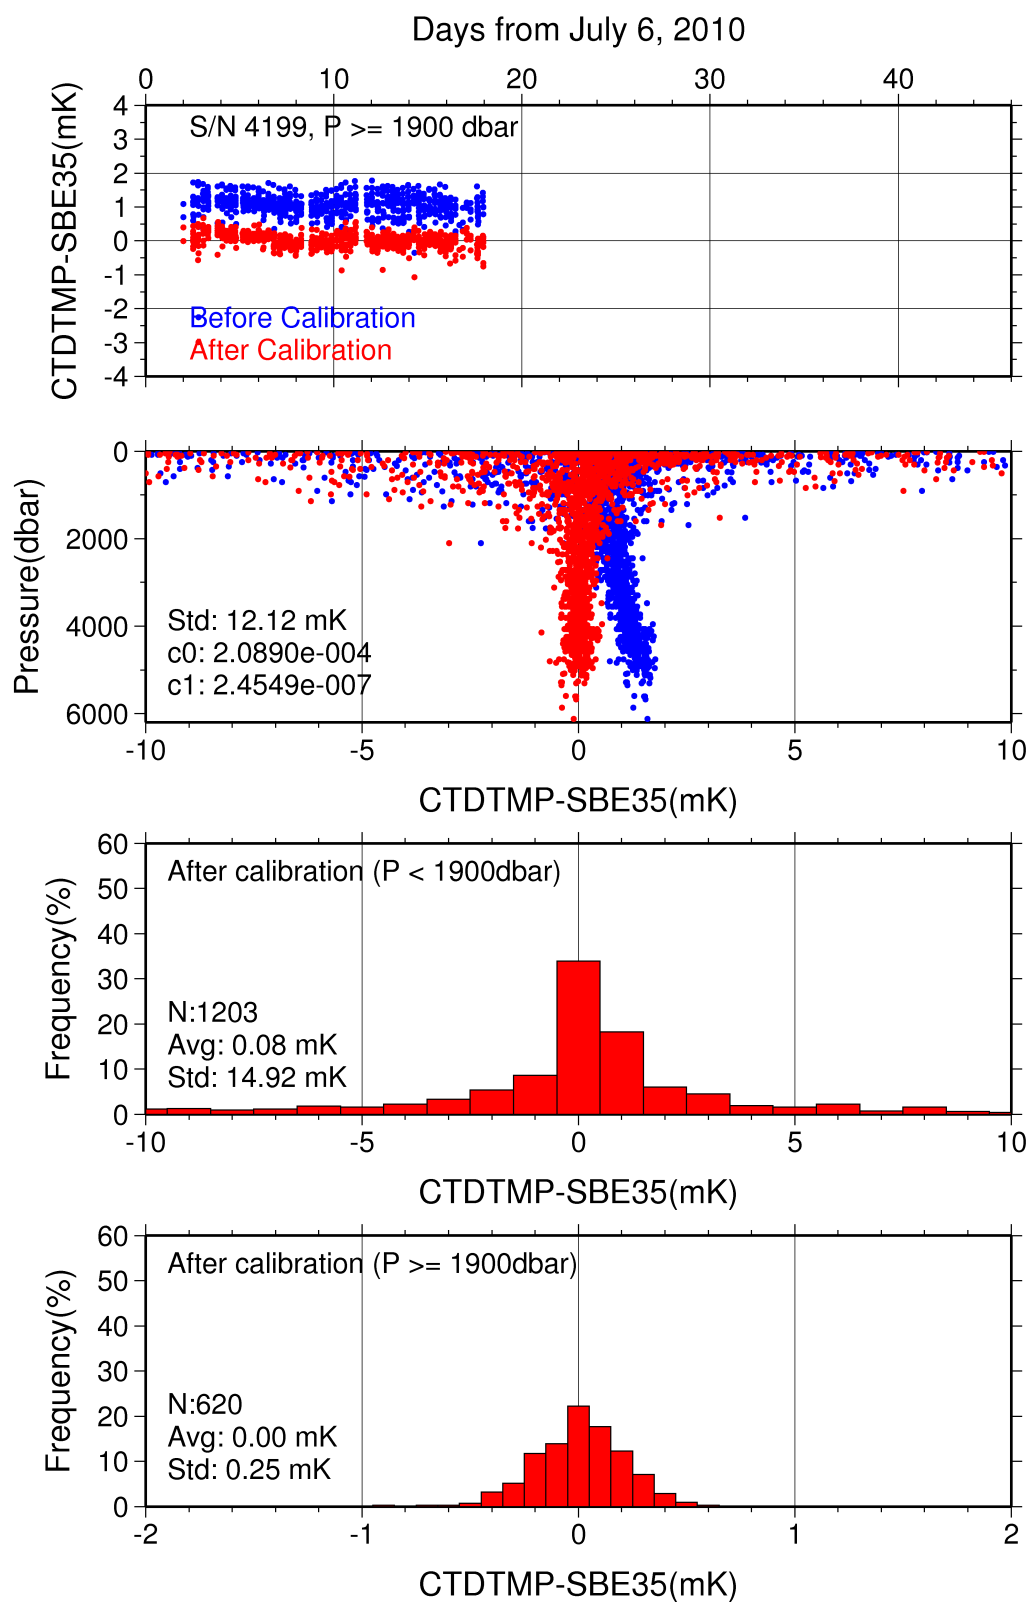 Days from July 6, 2010
0 10 20 30 40
CTDTMP-SBE35(mK)
4
3
2
1
0
-1
-2
-3
-4
S/N 4199, P >= 1900 dbar
Before Calibration
After Calibration
Pressure(dbar)
0
2000
4000
6000
Std: 12.12 mK
c0: 2.0890e-004
c1: 2.4549e-007
-10 -5 0 5 10
CTDTMP-SBE35(mK)
Frequency(%)
60
50
40
30
20
10
0
After calibration (P < 1900dbar)
N:1203
Avg: 0.08 mK
Std: 14.92 mK
-10 -5 0 5 10
CTDTMP-SBE35(mK)
Frequency(%)
60
50
40
30
20
10
0
After calibration (P >= 1900dbar)
N:620
Avg: 0.00 mK
Std: 0.25 mK
-2 -1 0 1 2
CTDTMP-SBE35(mK)